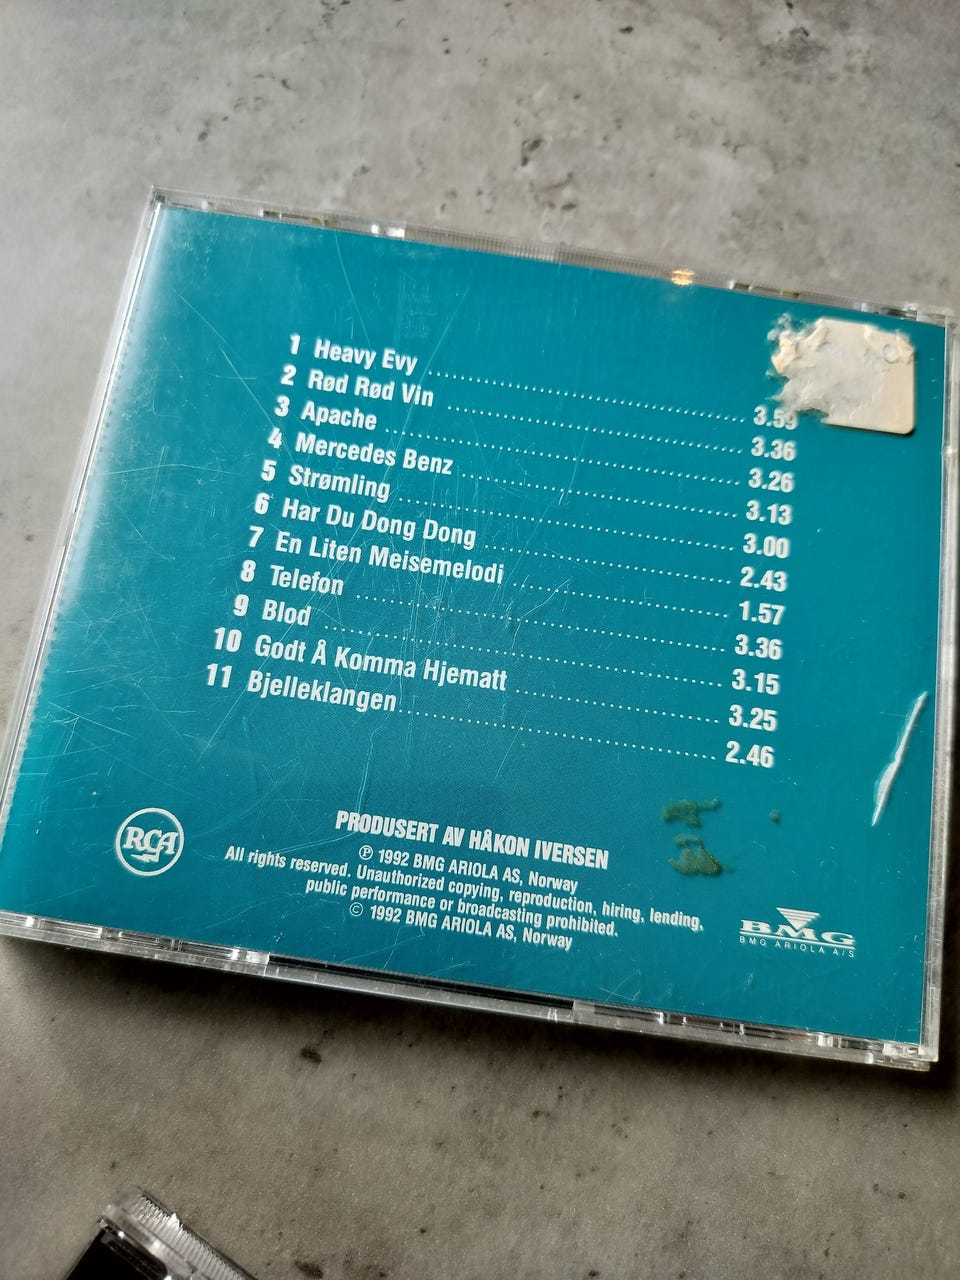 1 Heavy Evy 3.59
2 Rød Rød Vin 3.36
3 Apache 3.26
4 Mercedes Benz 3.13
5 Strømling 3.00
6 Har Du Dong Dong 2.43
7 En Liten Meisemelodi 1.57
8 Telefon 3.36
9 Blod 3.15
10 Godt Å Komma Hjematt 3.25
11 Bjelleklangen 2.46
PRODUSERT AV HÅKON IVERSEN
℗ 1992 BMG ARIOLA AS, Norway
All rights reserved. Unauthorized copying, reproduction, hiring, lending,
public performance or broadcasting prohibited.
© 1992 BMG ARIOLA AS, Norway
RCA
BMG
BMG ARIOLA A/S